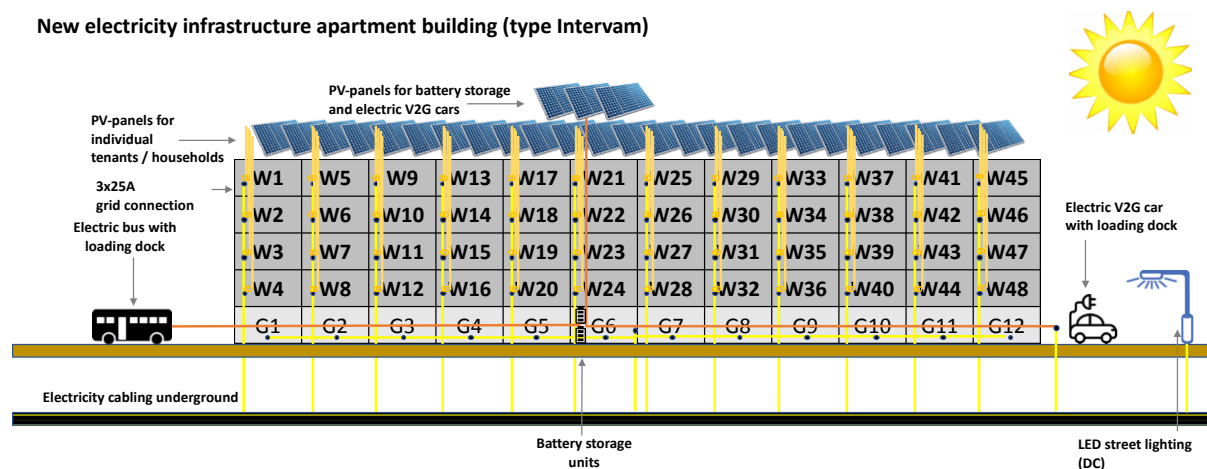 New electricity infrastructure apartment building (type Intervam)
PV-panels for battery storage
and electric V2G cars
PV-panels for
individual
tenants / households
3x25A
grid connection
Electric bus with
loading dock
W1 W5 W9 W13 W17 W21 W25 W29 W33 W37 W41 W45
W2 W6 W10 W14 W18 W22 W26 W30 W34 W38 W42 W46
W3 W7 W11 W15 W19 W23 W27 W31 W35 W39 W43 W47
W4 W8 W12 W16 W20 W24 W28 W32 W36 W40 W44 W48
G1 G2 G3 G4 G5 G6 G7 G8 G9 G10 G11 G12
Electric V2G car
with loading dock
Electricity cabling underground
Battery storage
units
LED street lighting
(DC)